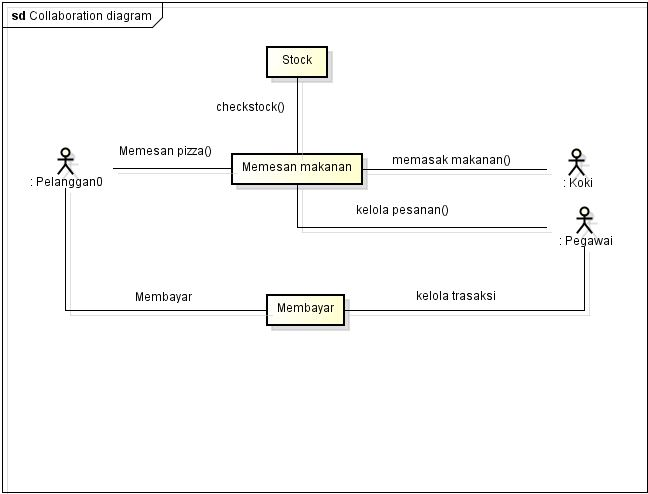 sd Collaboration diagram
Stock
checkstock()
Memesan pizza()
Memesan makanan
memasak makanan()
: Pelanggan0
: Koki
kelola pesanan()
: Pegawai
Membayar
Membayar
kelola trasaksi